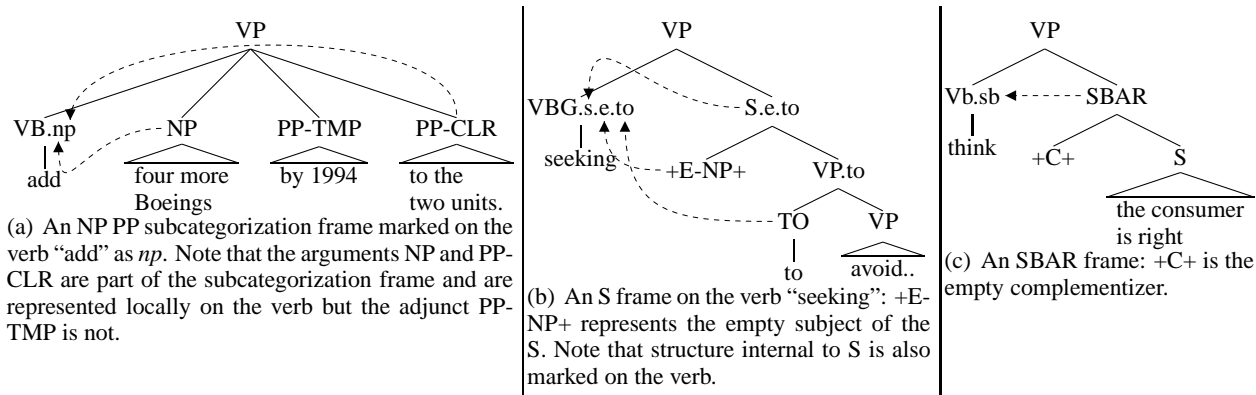 VP
VB.np NP PP-TMP PP-CLR
add four more by 1994 to the
Boeings two units.
(a) An NP PP subcategorization frame marked on the
verb “add” as np. Note that the arguments NP and PP-
CLR are part of the subcategorization frame and are
represented locally on the verb but the adjunct PP-
TMP is not.
VP
VBG.s.e.to S.e.to
seeking +E-NP+ VP.to
TO VP
to avoid..
(b) An S frame on the verb “seeking”: +E-
NP+ represents the empty subject of the
S. Note that structure internal to S is also
marked on the verb.
VP
Vb.sb SBAR
think +C+ S
the consumer
is right
(c) An SBAR frame: +C+ is the
empty complementizer.